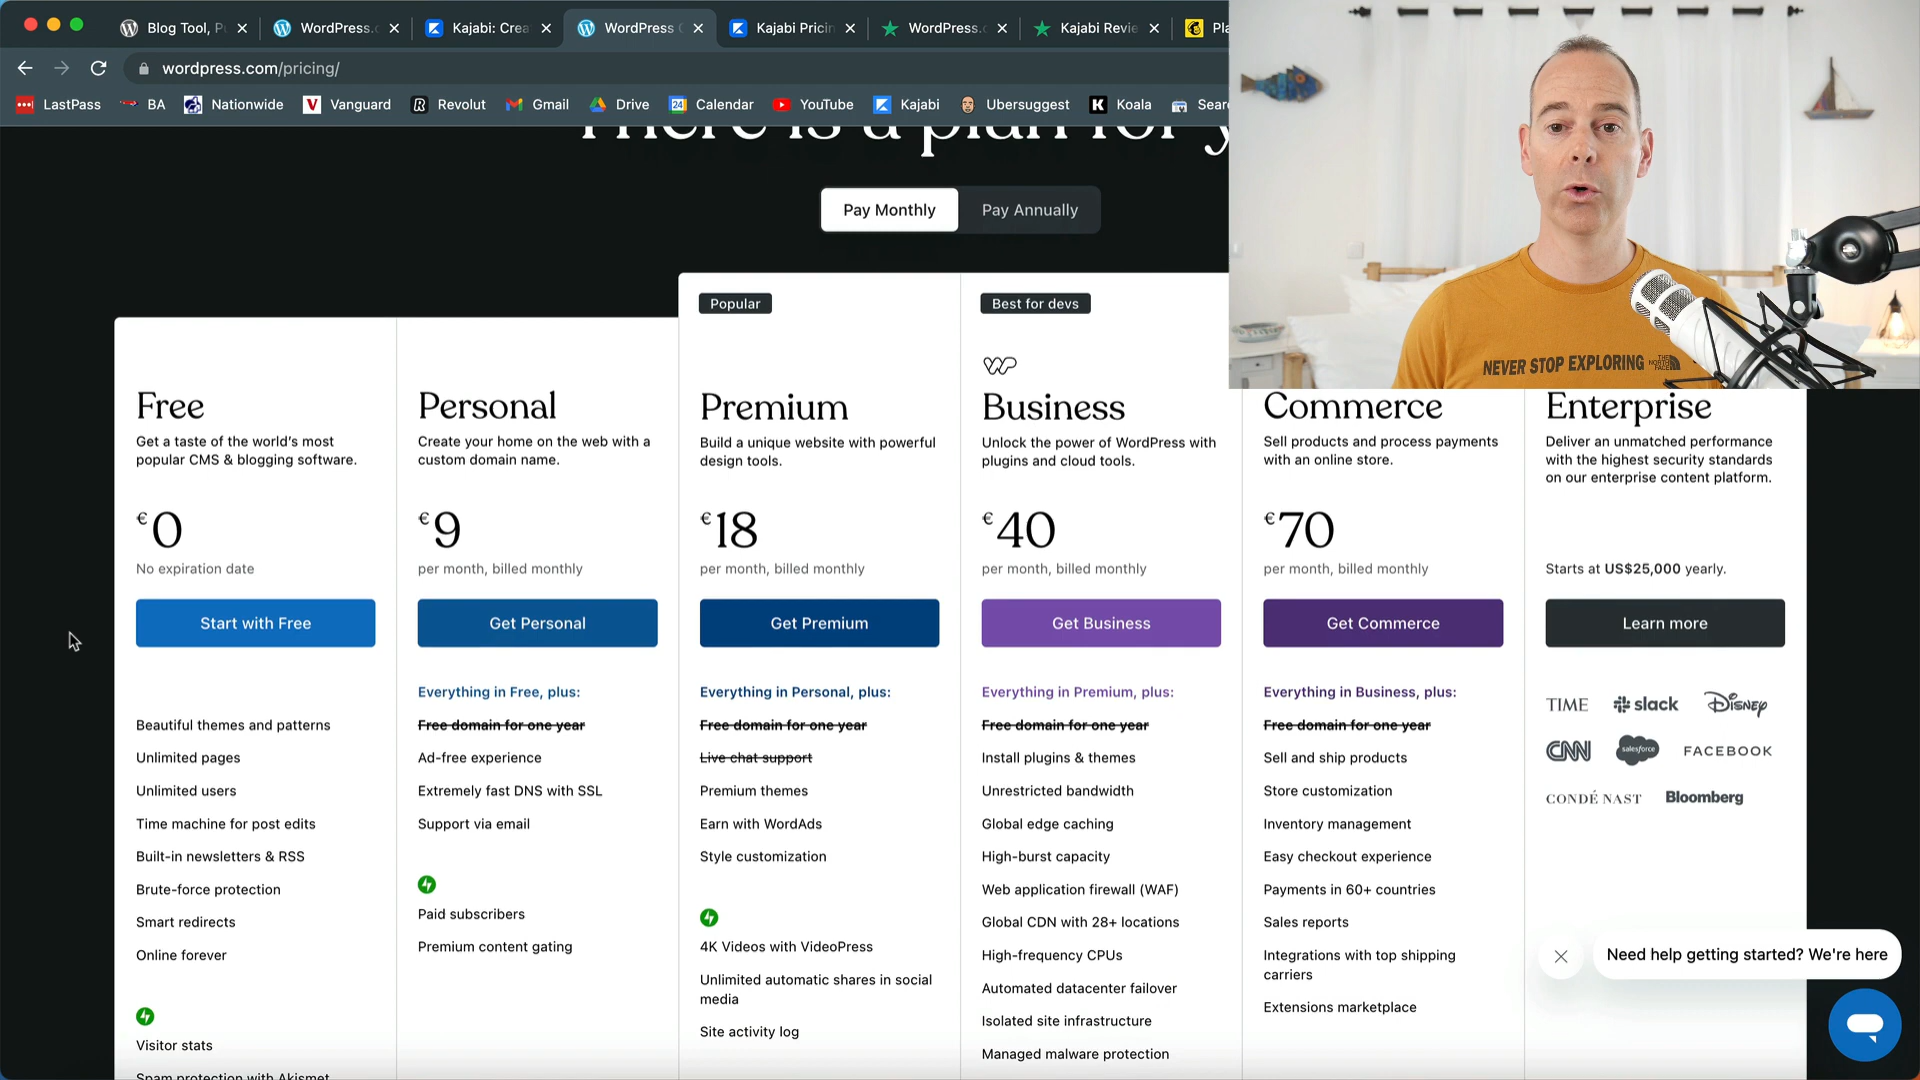 Blog Tool, P
WordPress.c
Kajabi: Crea
WordPress
Kajabi Pricin
WordPress.c
Kajabi Revie
Pla
wordpress.com/pricing/
LastPass
BA
Nationwide
Vanguard
Revolut
Gmail
Drive
24
Calendar
YouTube
Kajabi
Ubersuggest
Koala
Sear
There is a plan for y
Pay Monthly
Pay Annually
NEVER STOP EXPLORING
THE NORTH FACE
Free
Get a taste of the world's most
popular CMS & blogging software.
€0
No expiration date
Start with Free
Beautiful themes and patterns
Unlimited pages
Unlimited users
Time machine for post edits
Built-in newsletters & RSS
Brute-force protection
Smart redirects
Online forever
Visitor stats
Spam protection with Akismet
Personal
Create your home on the web with a
custom domain name.
€9
per month, billed monthly
Get Personal
Everything in Free, plus:
Free domain for one year
Ad-free experience
Extremely fast DNS with SSL
Support via email
Paid subscribers
Premium content gating
Popular
Premium
Build a unique website with powerful
design tools.
€18
per month, billed monthly
Get Premium
Everything in Personal, plus:
Free domain for one year
Live chat support
Premium themes
Earn with WordAds
Style customization
4K Videos with VideoPress
Unlimited automatic shares in social
media
Site activity log
Best for devs
Business
Unlock the power of WordPress with
plugins and cloud tools.
€40
per month, billed monthly
Get Business
Everything in Premium, plus:
Free domain for one year
Install plugins & themes
Unrestricted bandwidth
Global edge caching
High-burst capacity
Web application firewall (WAF)
Global CDN with 28+ locations
High-frequency CPUs
Automated datacenter failover
Isolated site infrastructure
Managed malware protection
Commerce
Sell products and process payments
with an online store.
€70
per month, billed monthly
Get Commerce
Everything in Business, plus:
Free domain for one year
Sell and ship products
Store customization
Inventory management
Easy checkout experience
Payments in 60+ countries
Sales reports
Integrations with top shipping
carriers
Extensions marketplace
Enterprise
Deliver an unmatched performance
with the highest security standards
on our enterprise content platform.
Starts at US$25,000 yearly.
Learn more
TIME
slack
Disney
CNN
salesforce
FACEBOOK
CONDÉ NAST
Bloomberg
Need help getting started? We're here